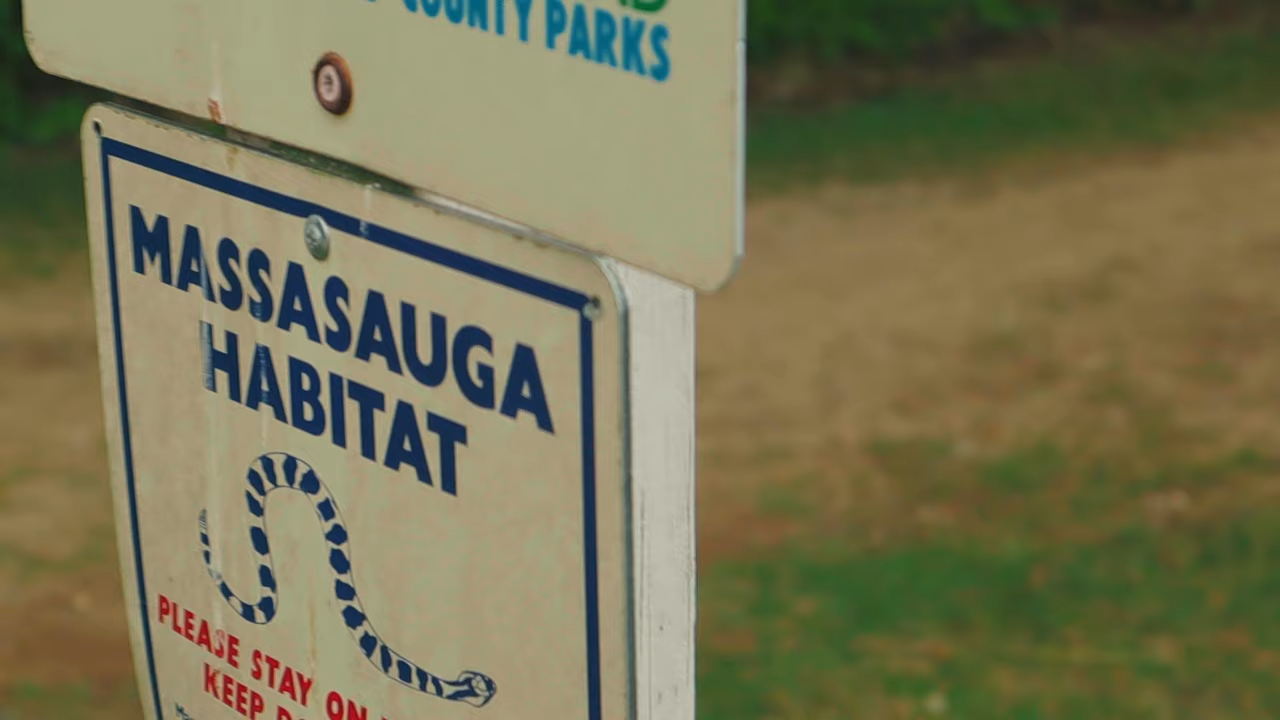 COUNTY PARKS
MASSASAUGA
HABITAT
PLEASE STAY ON
KEEP